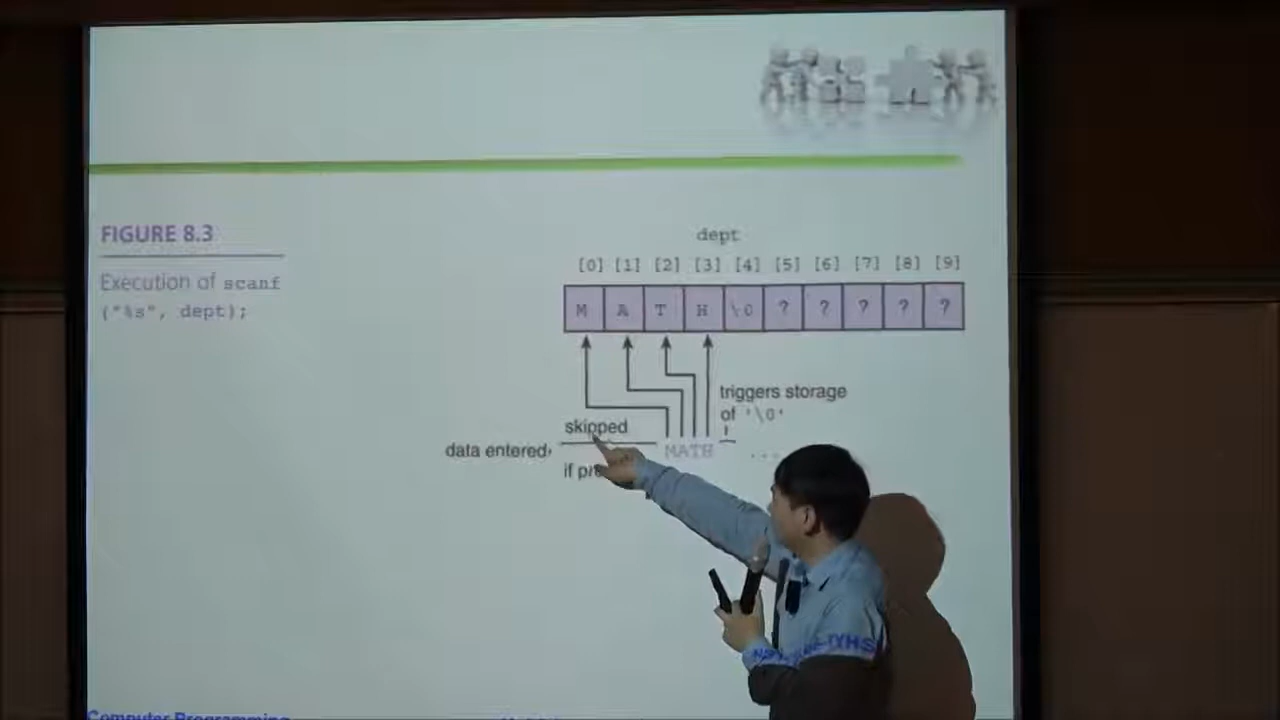 FIGURE 8.3
Execution of scanf
("%s", dept);
dept
[0] [1] [2] [3] [4] [5] [6] [7] [8] [9]
M A T H \0 ? ? ? ? ?
triggers storage
of '\0'
skipped
data entered
MATH ...
if
Computer Programming